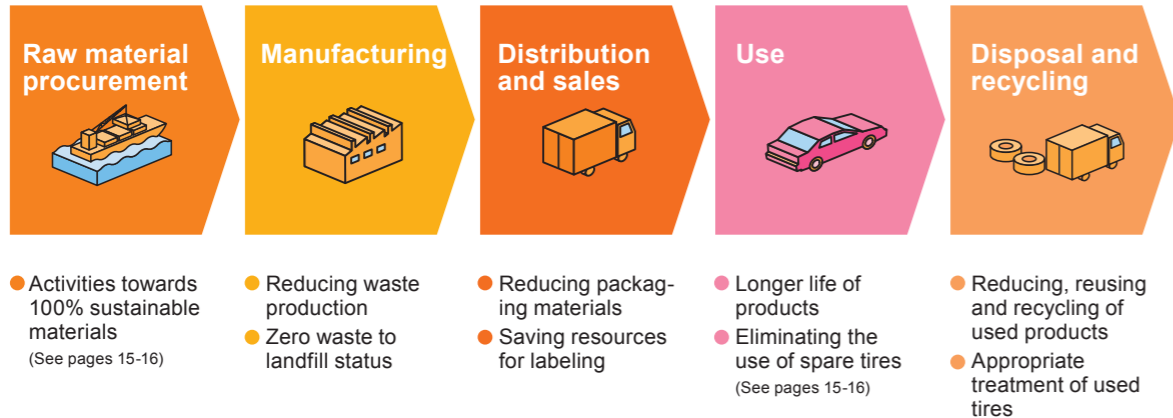 Raw material
procurement
Manufacturing
Distribution
and sales
Use
Disposal and
recycling
Activities towards
100% sustainable
materials
(See pages 15-16)
Reducing waste
production
Zero waste to
landfill status
Reducing packag-
ing materials
Saving resources
for labeling
Longer life of
products
Eliminating the
use of spare tires
(See pages 15-16)
Reducing, reusing
and recycling of
used products
Appropriate
treatment of used
tires